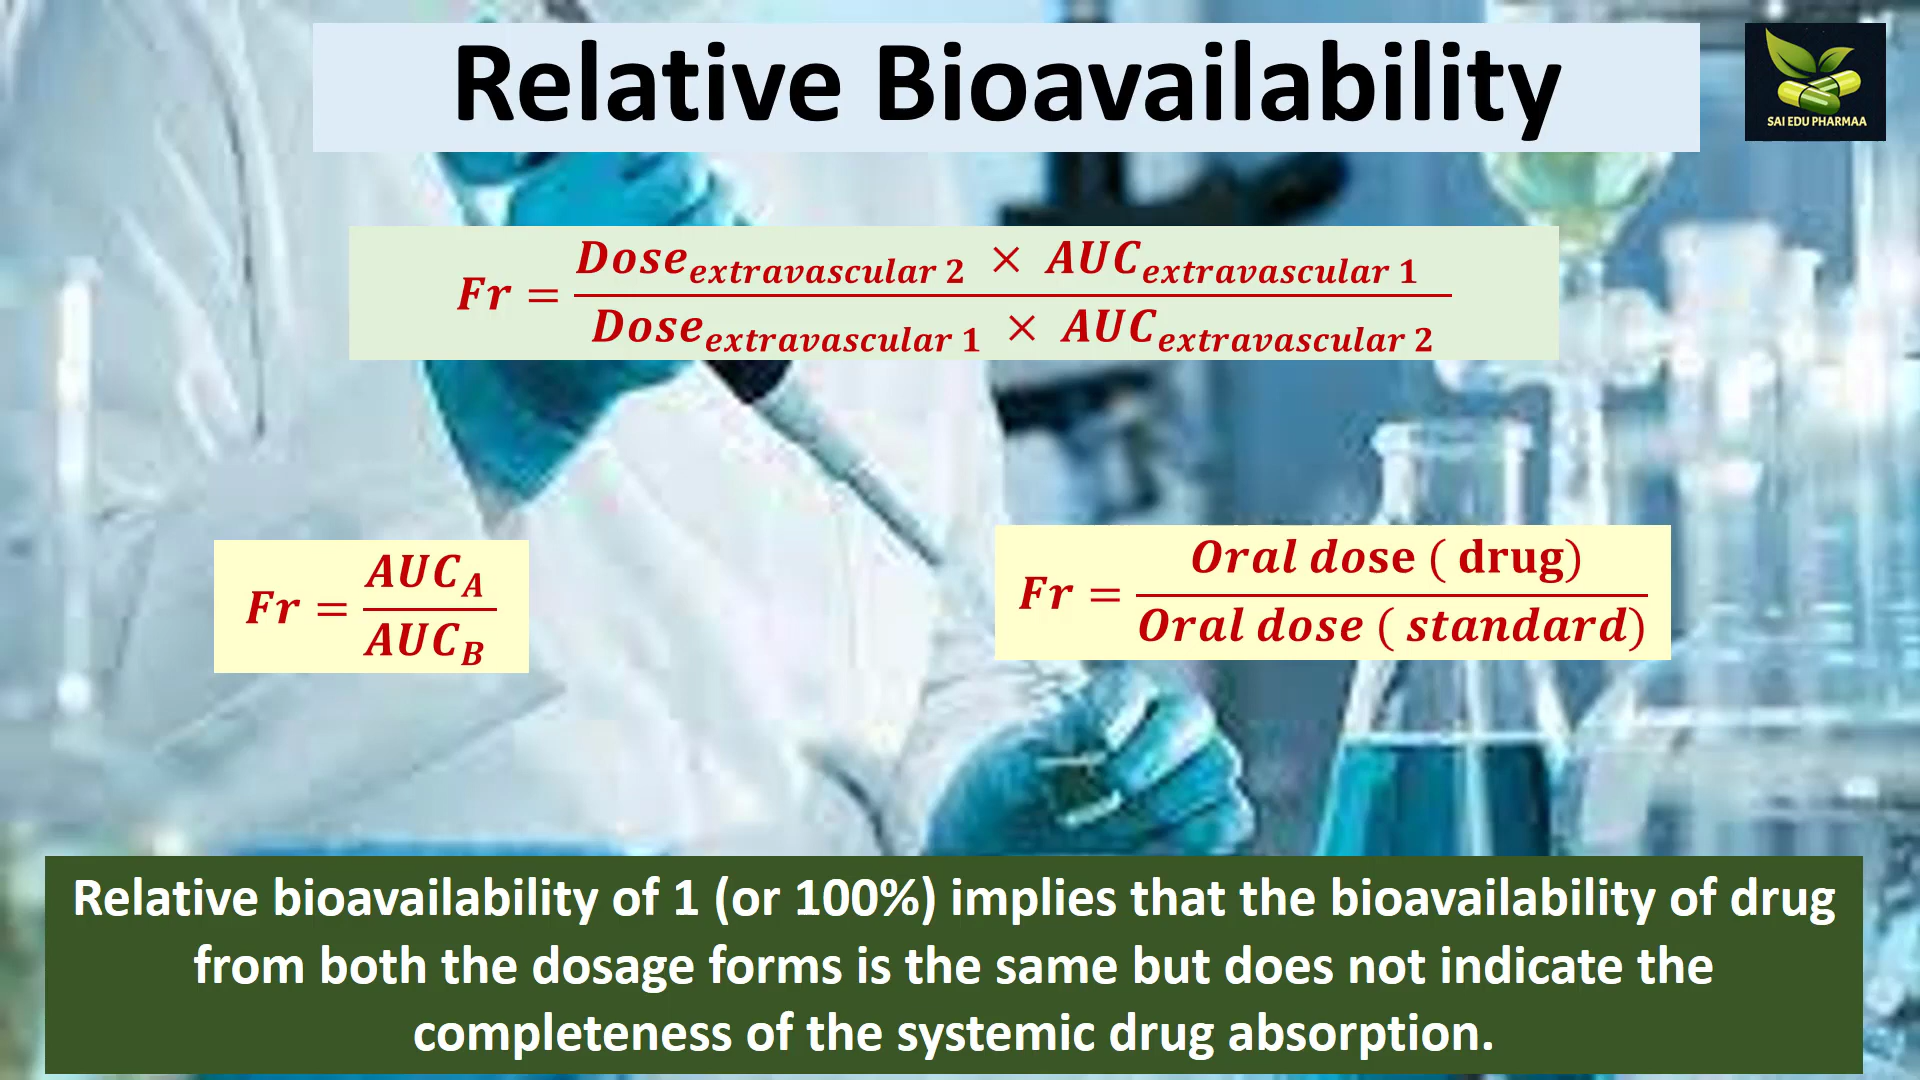 Relative Bioavailability
SAI EDU PHARMAA
Fr = Dose extravascular 2 × AUC extravascular 1 / Dose extravascular 1 × AUC extravascular 2
Fr = AUC A / AUC B
Fr = Oral dose ( drug) / Oral dose ( standard)
Relative bioavailability of 1 (or 100%) implies that the bioavailability of drug
from both the dosage forms is the same but does not indicate the
completeness of the systemic drug absorption.